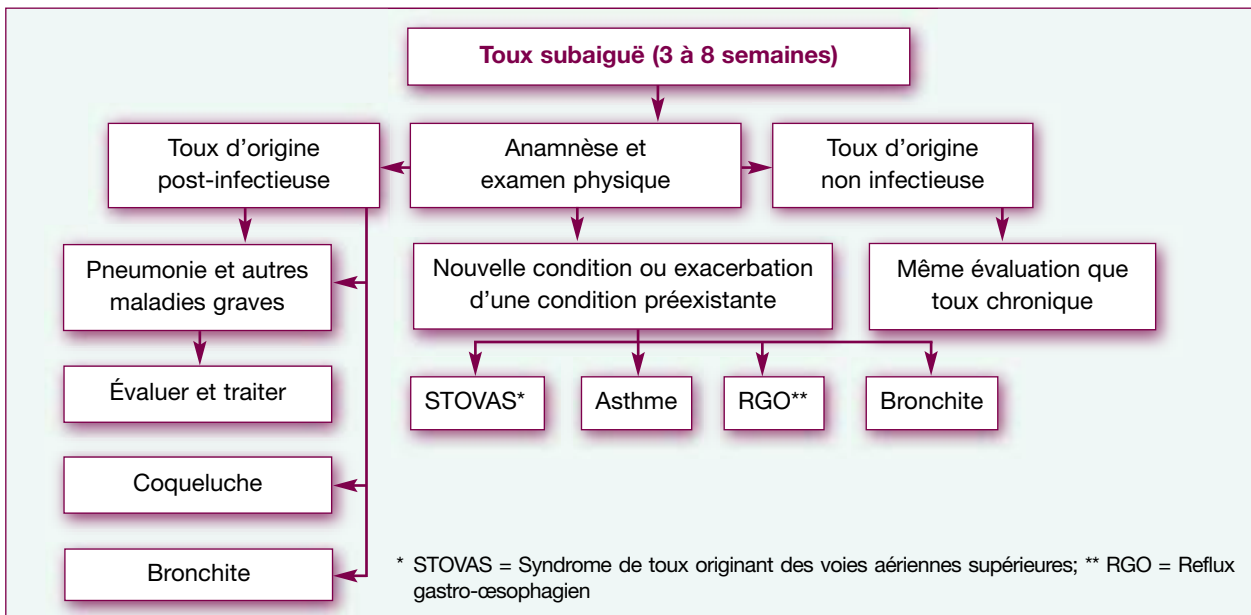 Toux subaiguë (3 à 8 semaines)
Toux d’origine
post-infectieuse
Anamnèse et
examen physique
Toux d’origine
non infectieuse
Pneumonie et autres
maladies graves
Nouvelle condition ou exacerbation
d’une condition préexistante
Même évaluation que
toux chronique
Évaluer et traiter
STOVAS*
Asthme
RGO**
Bronchite
Coqueluche
Bronchite
* STOVAS = Syndrome de toux originant des voies aériennes supérieures; ** RGO = Reflux
gastro-œsophagien